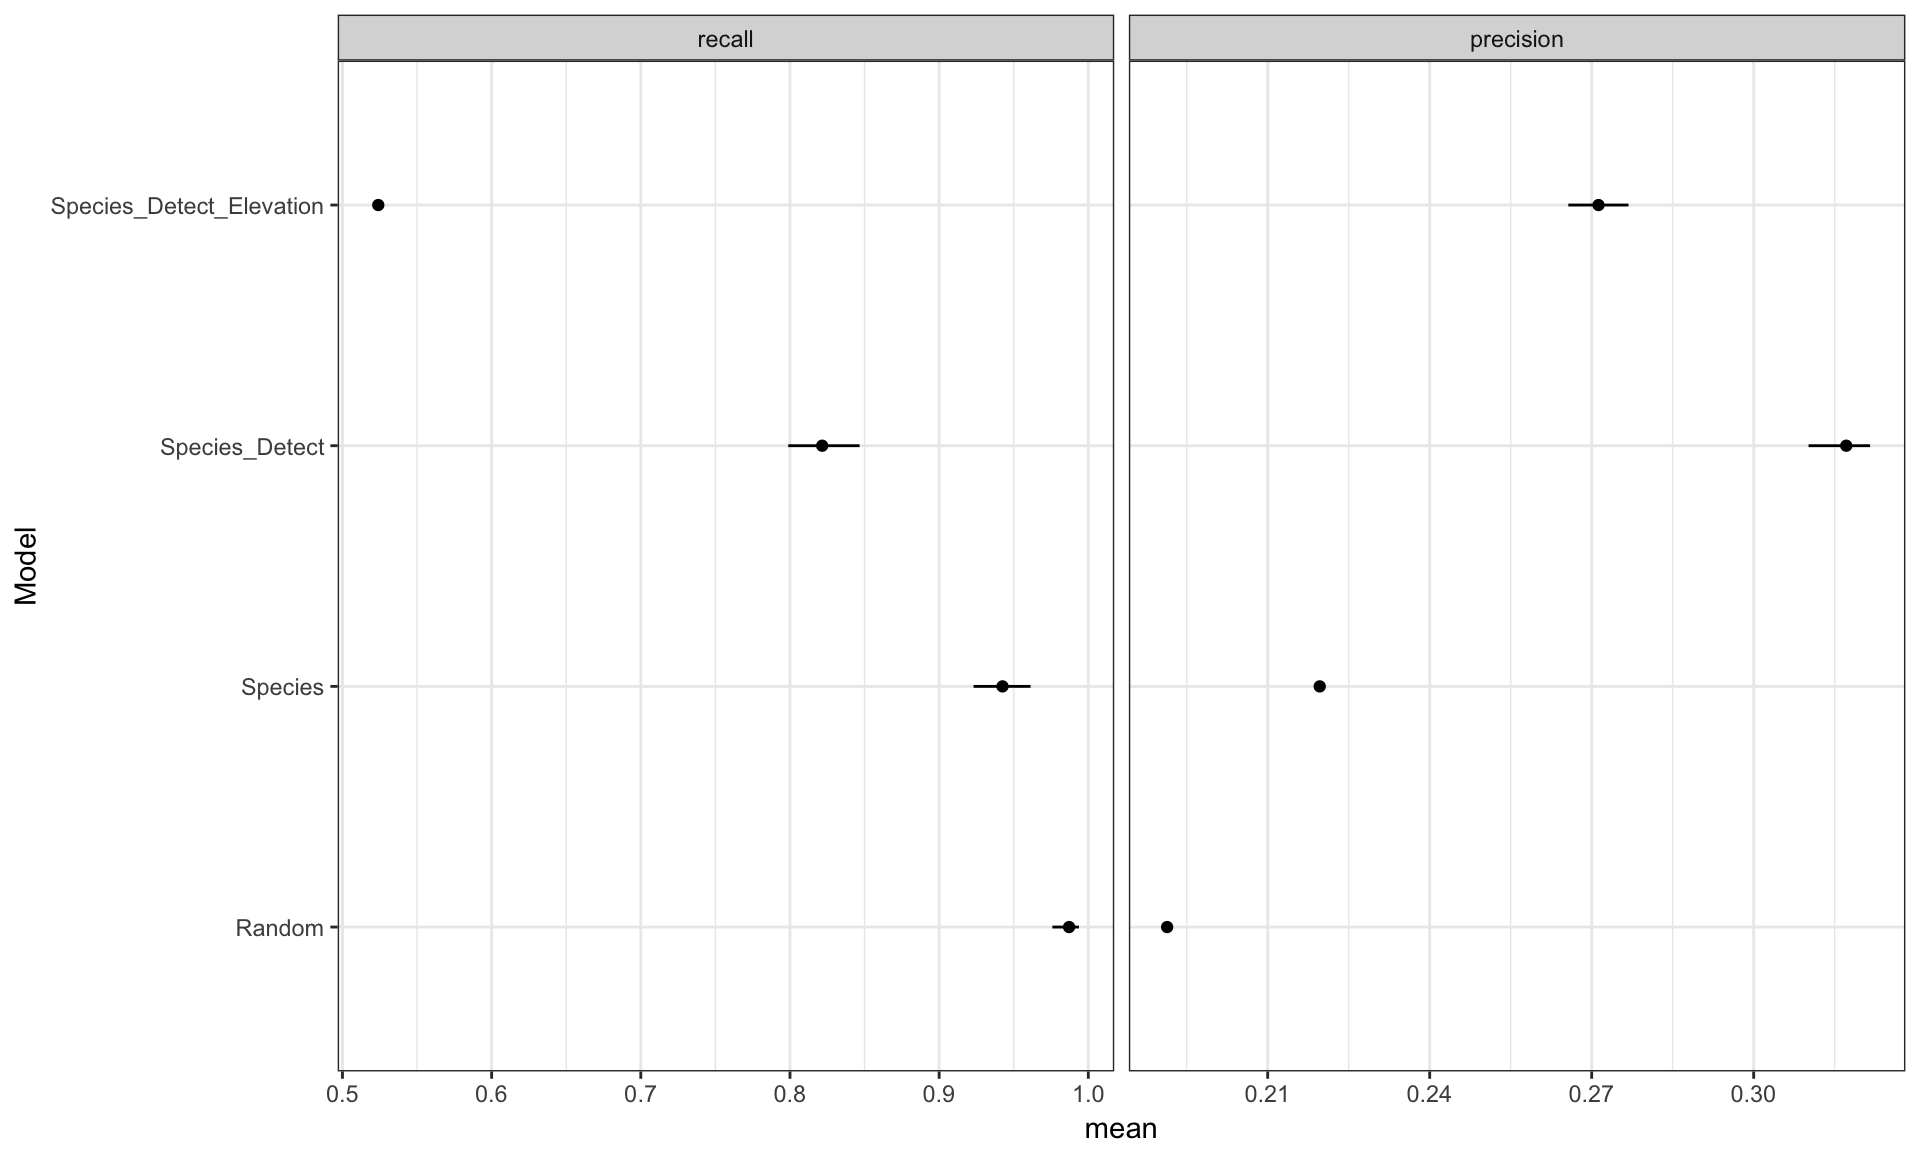 recall
precision
Species_Detect_Elevation
Species_Detect
Species
Random
Model
0.5 0.6 0.7 0.8 0.9 1.0
0.21 0.24 0.27 0.30
mean